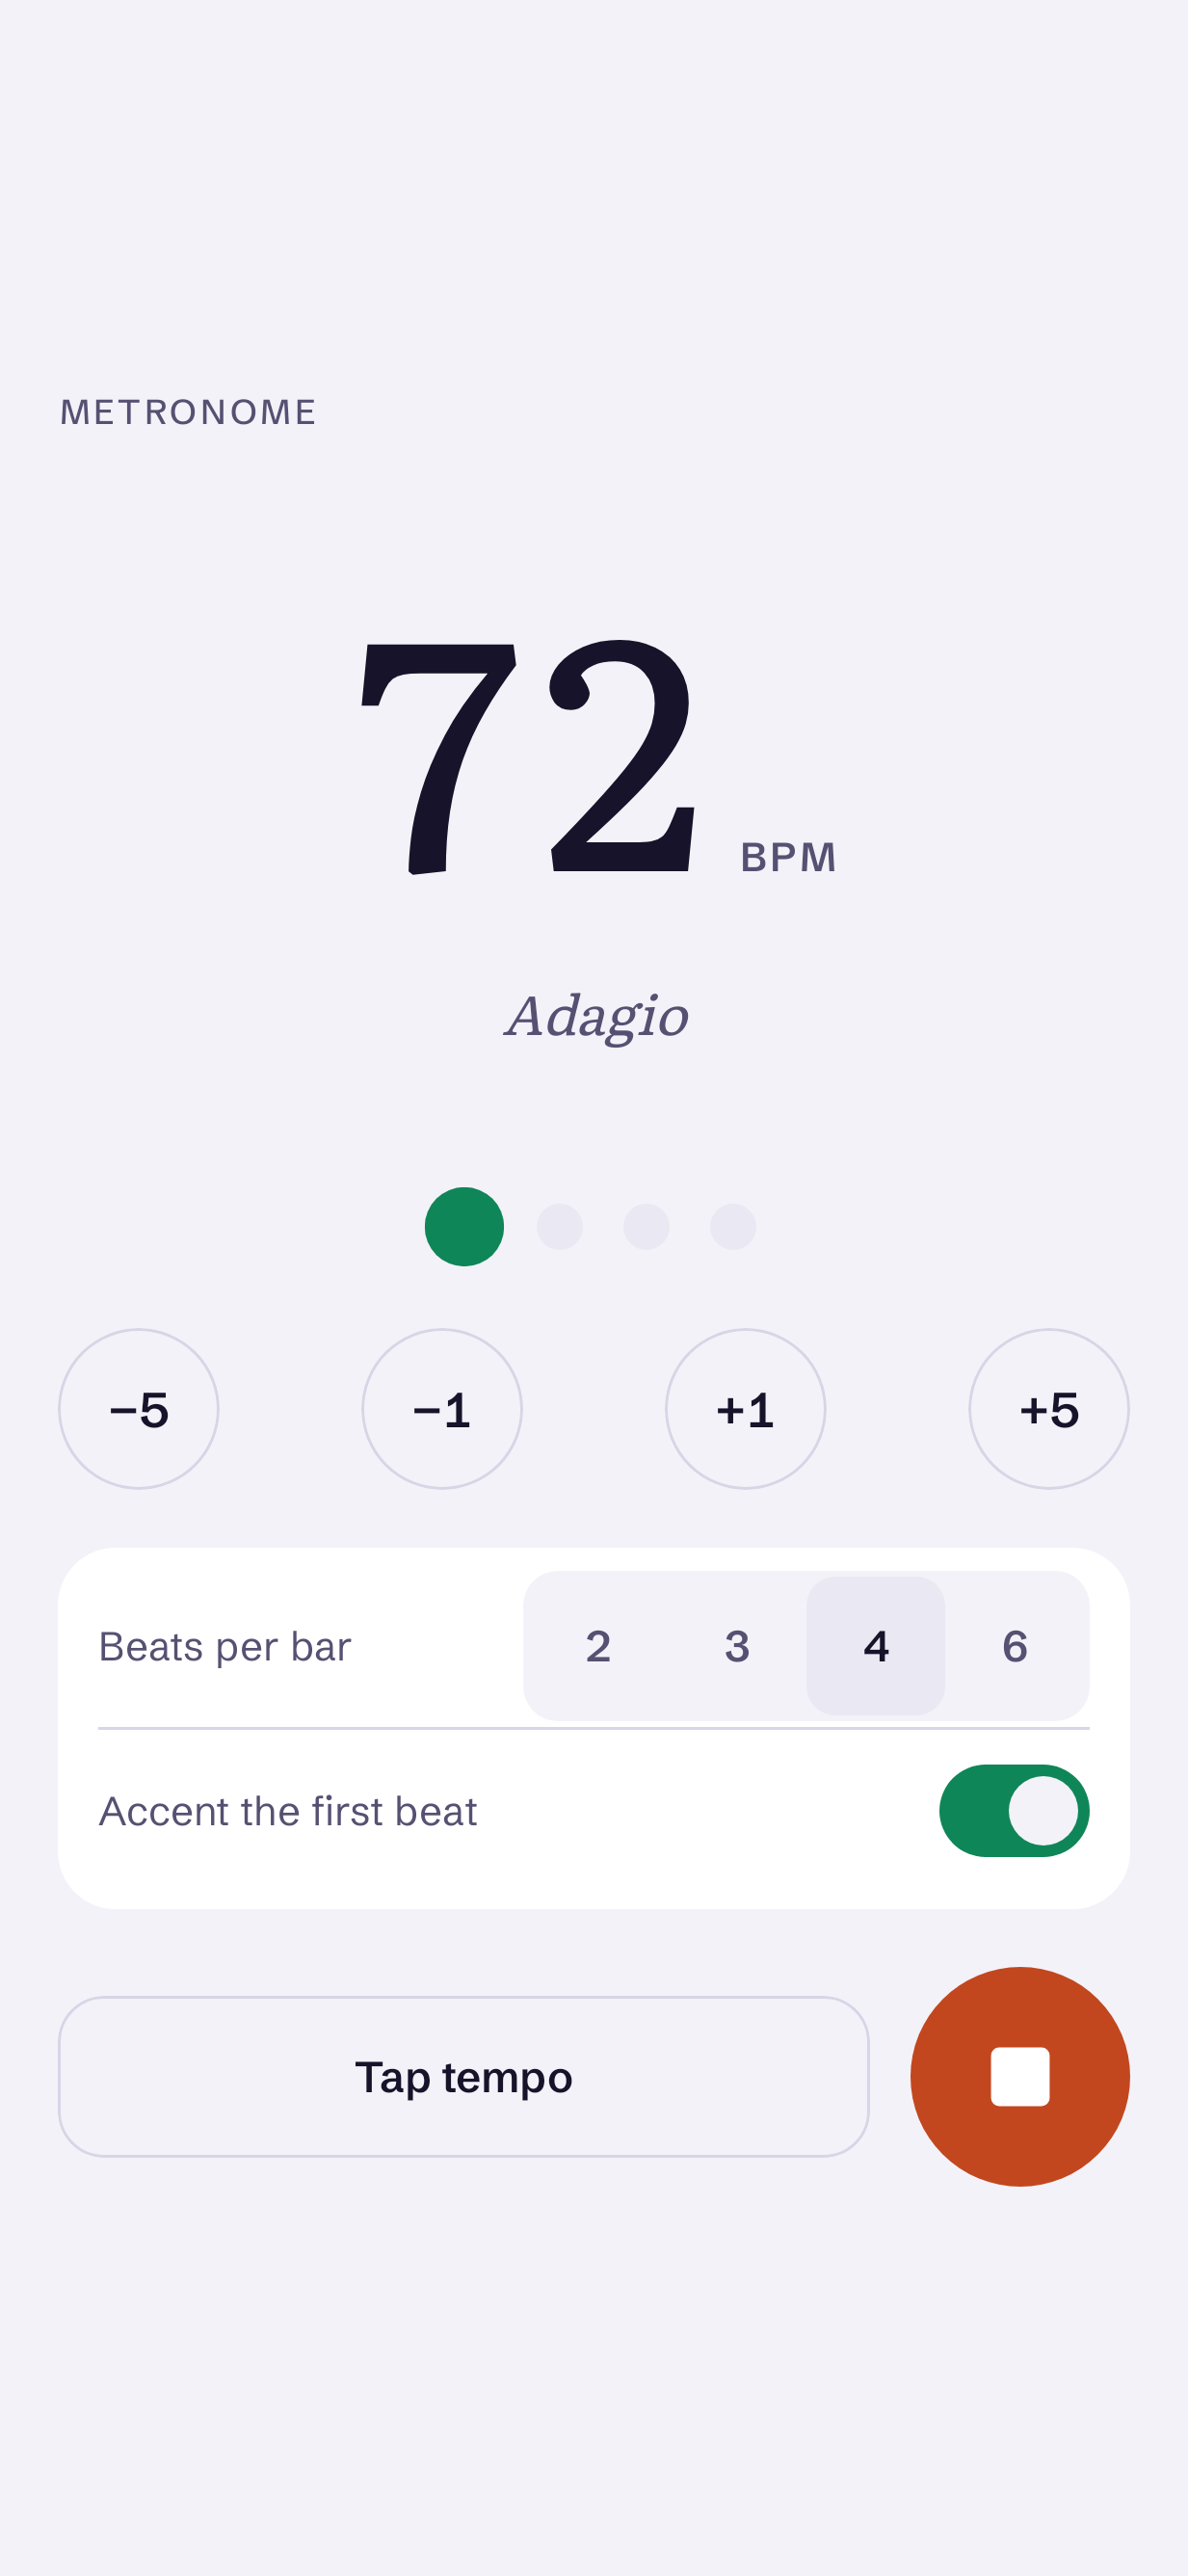 METRONOME
72 BPM
Adagio
−5 −1 +1 +5
Beats per bar 2 3 4 6
Accent the first beat
Tap tempo